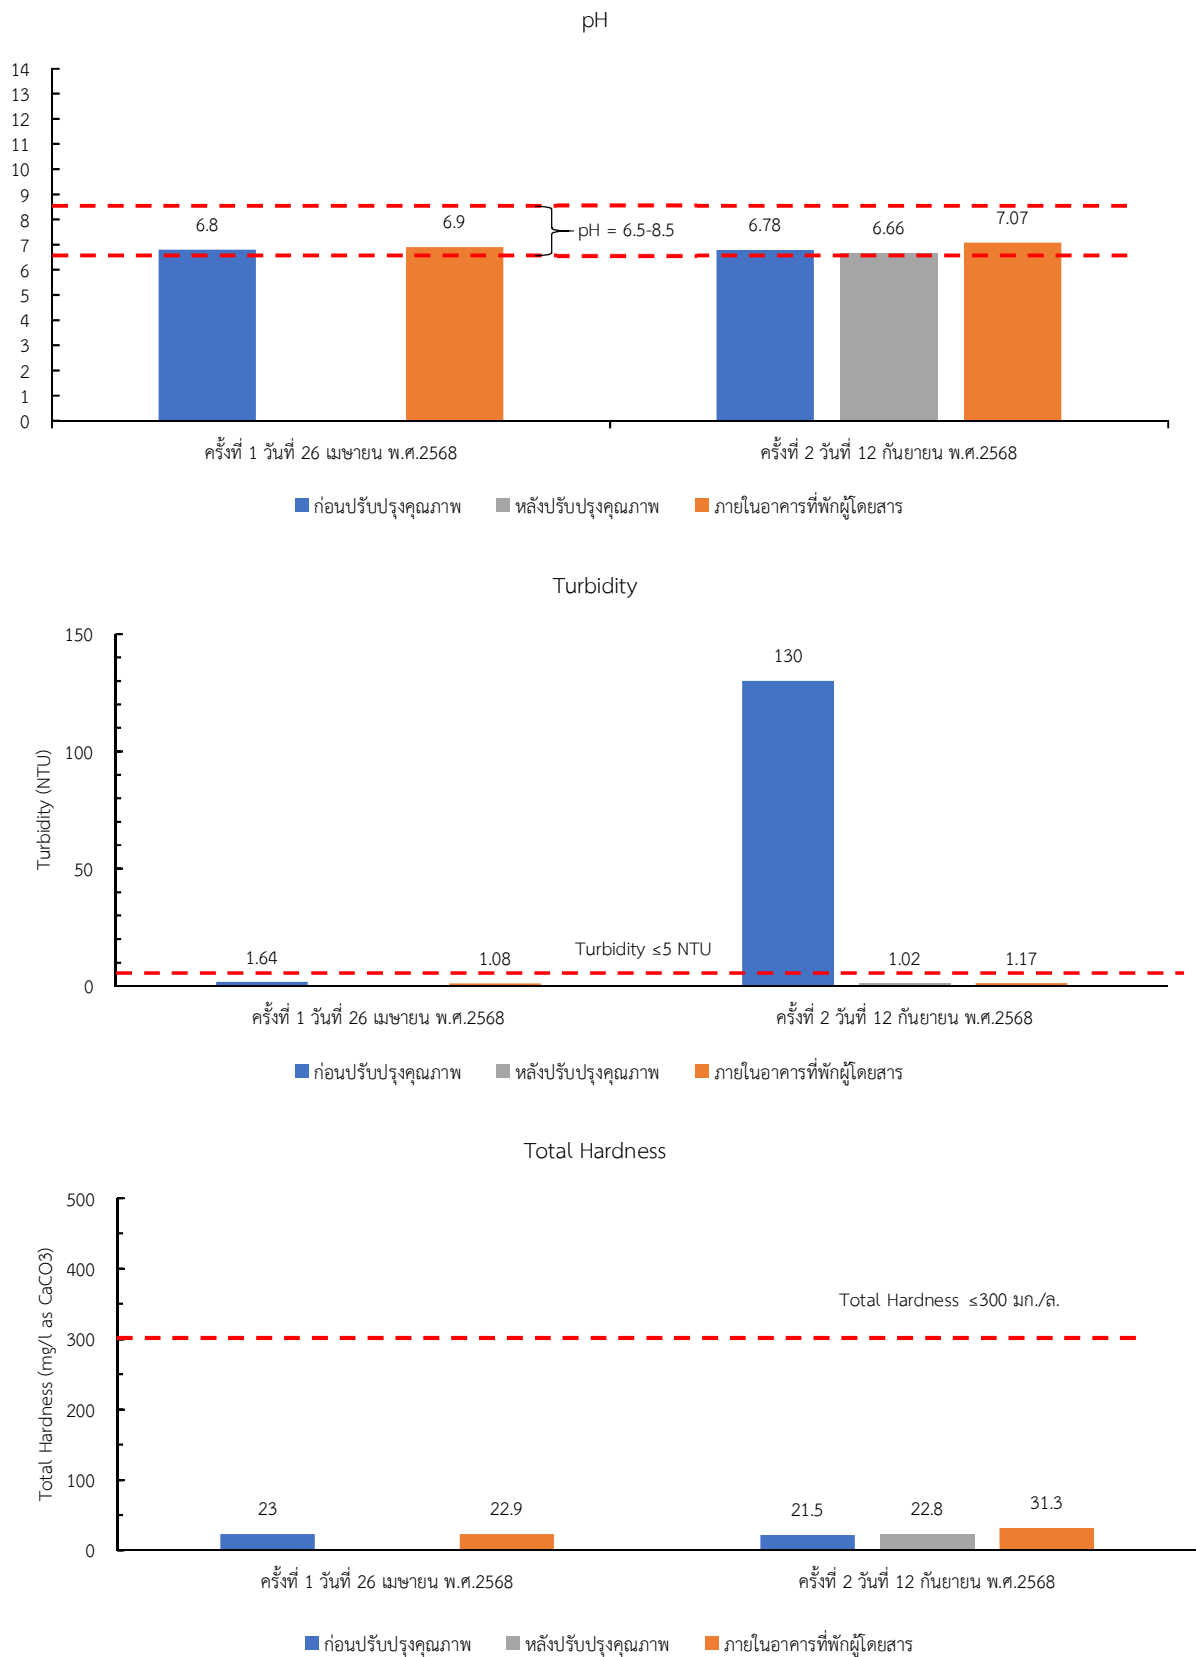 pH
14
13
12
11
10
9
8
7
6
5
4
3
2
1
0
6.8
6.9
pH = 6.5-8.5
6.78
6.66
7.07
ครั้งที่ 1 วันที่ 26 เมษายน พ.ศ.2568
ครั้งที่ 2 วันที่ 12 กันยายน พ.ศ.2568
ก่อนปรับปรุงคุณภาพ
หลังปรับปรุงคุณภาพ
ภายในอาคารที่พักผู้โดยสาร
Turbidity
Turbidity (NTU)
150
100
50
0
1.64
1.08
Turbidity ≤5 NTU
130
1.02
1.17
ครั้งที่ 1 วันที่ 26 เมษายน พ.ศ.2568
ครั้งที่ 2 วันที่ 12 กันยายน พ.ศ.2568
ก่อนปรับปรุงคุณภาพ
หลังปรับปรุงคุณภาพ
ภายในอาคารที่พักผู้โดยสาร
Total Hardness
Total Hardness (mg/l as CaCO3)
500
400
300
200
100
0
Total Hardness ≤300 มก./ล.
23
22.9
21.5
22.8
31.3
ครั้งที่ 1 วันที่ 26 เมษายน พ.ศ.2568
ครั้งที่ 2 วันที่ 12 กันยายน พ.ศ.2568
ก่อนปรับปรุงคุณภาพ
หลังปรับปรุงคุณภาพ
ภายในอาคารที่พักผู้โดยสาร